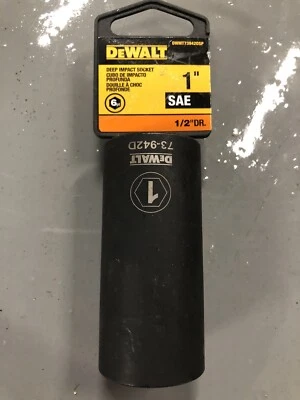 DWMT73942OSP
DEWALT
DEEP IMPACT SOCKET
CUBO DE IMPACTO
PROFUNDA
DOUILLE À CHOC
PROFONDE
6
1"
SAE
1/2"DR.
DEWALT
73-942D
1